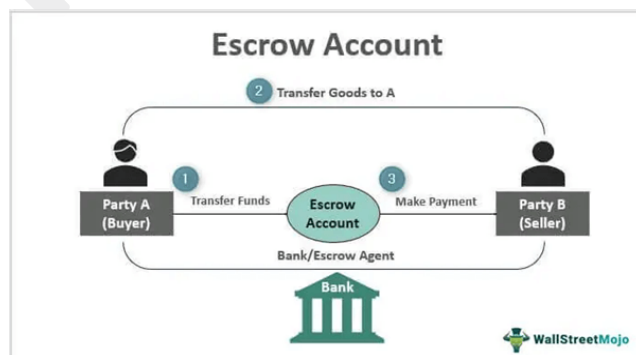 Escrow Account
2 Transfer Goods to A
1
3
Party A
(Buyer)
Transfer Funds
Escrow
Account
Make Payment
Party B
(Seller)
Bank/Escrow Agent
Bank
WallStreetMojo